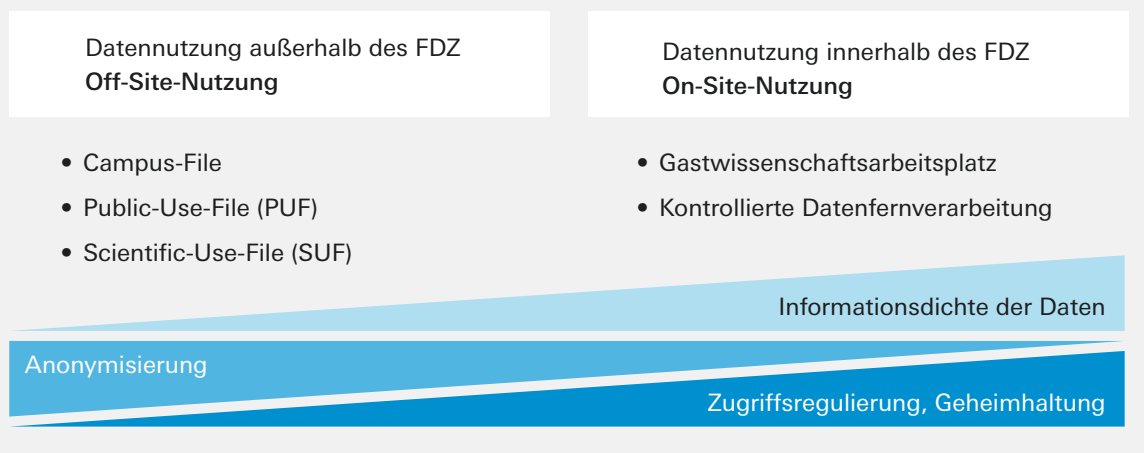 Datennutzung außerhalb des FDZ
Off-Site-Nutzung
• Campus-File
• Public-Use-File (PUF)
• Scientific-Use-File (SUF)
Datennutzung innerhalb des FDZ
On-Site-Nutzung
• Gastwissenschaftsarbeitsplatz
• Kontrollierte Datenfernverarbeitung
Informationsdichte der Daten
Anonymisierung
Zugriffsregulierung, Geheimhaltung